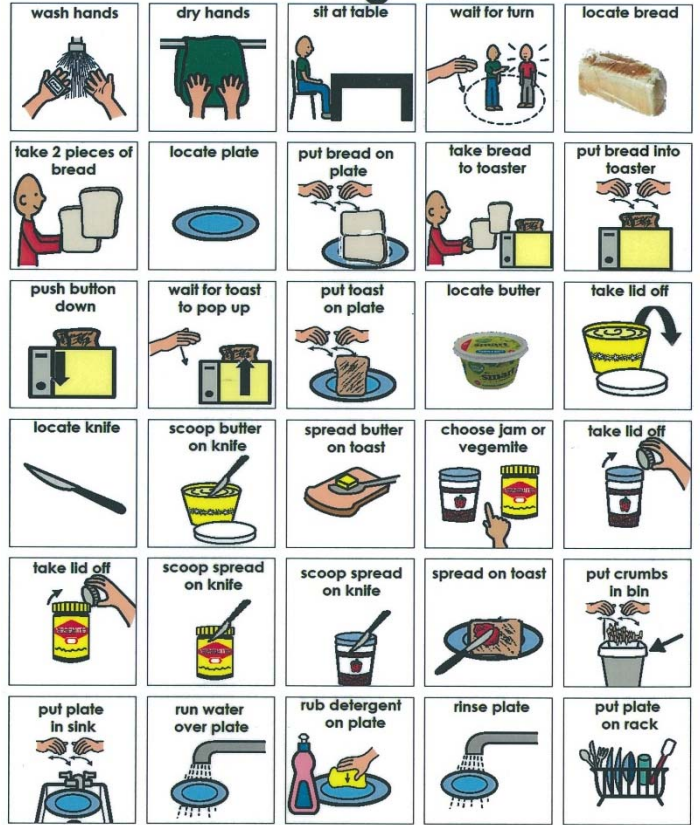 wash hands
dry hands
sit at table
wait for turn
locate bread
take 2 pieces of
bread
locate plate
put bread on
plate
take bread
to toaster
put bread into
toaster
push button
down
wait for toast
to pop up
put toast
on plate
locate butter
smart
take lid off
locate knife
scoop butter
on knife
spread butter
on toast
choose jam or
vegemite
take lid off
take lid off
scoop spread
on knife
scoop spread
on knife
spread on toast
put crumbs
in bin
put plate
in sink
run water
over plate
rub detergent
on plate
rinse plate
put plate
on rack